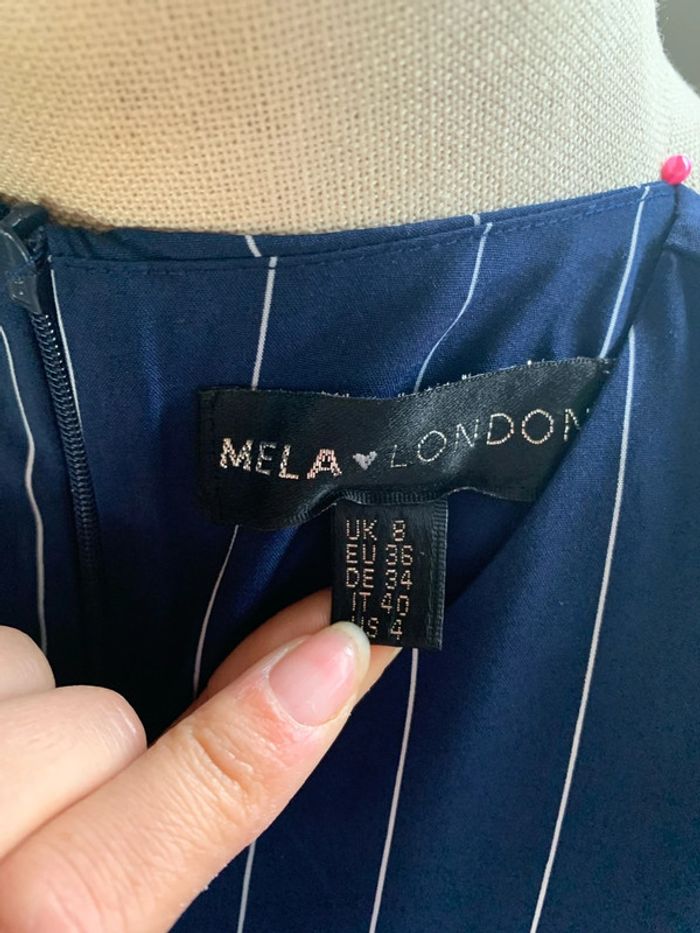 MELA LONDON
UK 8
EU 36
DE 34
IT 40
US 4